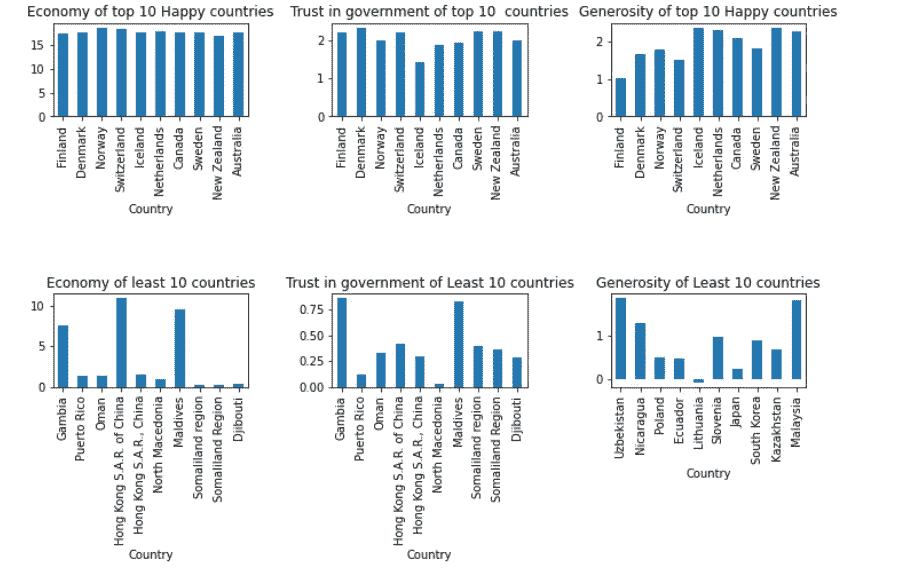 Economy of top 10 Happy countries
15
10
5
0
Finland
Denmark
Norway
Switzerland
Iceland
Netherlands
Canada
Sweden
New Zealand
Australia
Country
Trust in government of top 10  countries
2
1
0
Finland
Denmark
Norway
Switzerland
Iceland
Netherlands
Canada
Sweden
New Zealand
Australia
Country
Generosity of top 10 Happy countries
2
1
0
Finland
Denmark
Norway
Switzerland
Iceland
Netherlands
Canada
Sweden
New Zealand
Australia
Country
Economy of least 10 countries
10
5
0
Gambia
Puerto Rico
Oman
Hong Kong S.A.R. of China
Hong Kong S.A.R., China
North Macedonia
Maldives
Somaliland region
Somaliland Region
Djibouti
Country
Trust in government of Least 10 countries
0.75
0.50
0.25
0.00
Gambia
Puerto Rico
Oman
Hong Kong S.A.R. of China
Hong Kong S.A.R., China
North Macedonia
Maldives
Somaliland region
Somaliland Region
Djibouti
Country
Generosity of Least 10 countries
1
0
Uzbekistan
Nicaragua
Poland
Ecuador
Lithuania
Slovenia
Japan
South Korea
Kazakhstan
Malaysia
Country